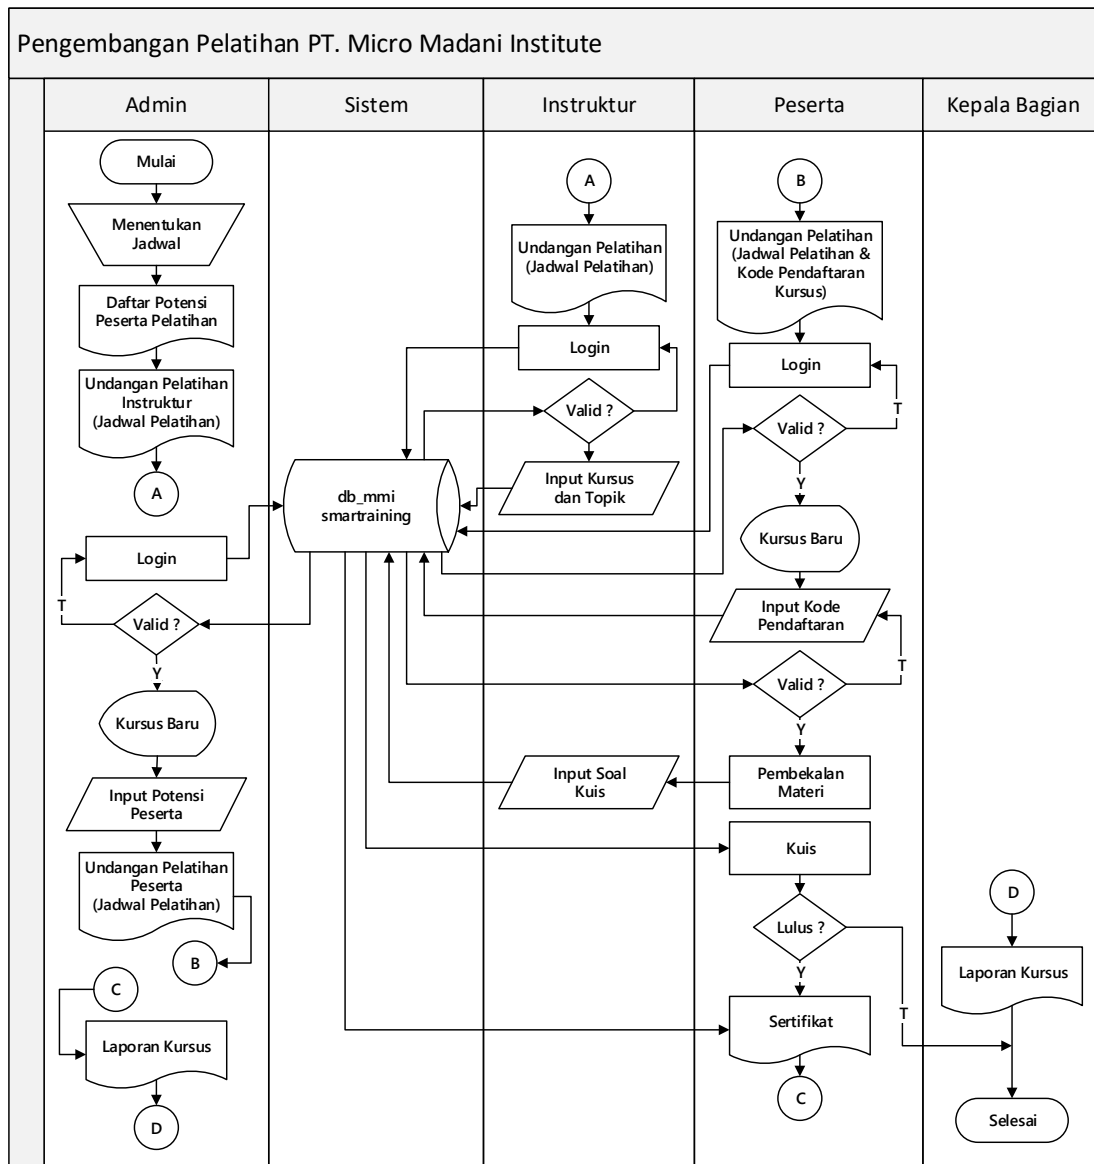 Pengembangan Pelatihan PT. Micro Madani Institute
Admin
Sistem
Instruktur
Peserta
Kepala Bagian
Mulai
Menentukan
Jadwal
Daftar Potensi
Peserta Pelatihan
Undangan Pelatihan
Instruktur
(Jadwal Pelatihan)
A
Login
T
Valid ?
Y
Kursus Baru
Input Potensi
Peserta
Undangan Pelatihan
Peserta
(Jadwal Pelatihan)
B
C
Laporan Kursus
D
db_mmi
smartraining
A
Undangan Pelatihan
(Jadwal Pelatihan)
Login
Valid ?
Input Kursus
dan Topik
Input Soal
Kuis
B
Undangan Pelatihan
(Jadwal Pelatihan &
Kode Pendaftaran
Kursus)
Login
T
Valid ?
Y
Kursus Baru
Input Kode
Pendaftaran
T
Valid ?
Y
Pembekalan
Materi
Kuis
Lulus ?
Y
T
Sertifikat
C
D
Laporan Kursus
Selesai